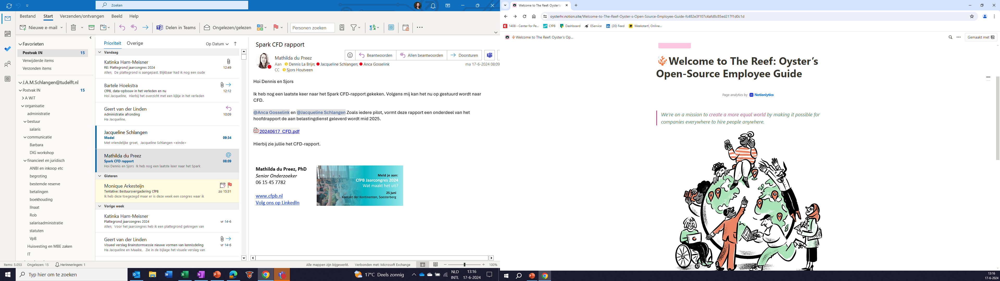 Zoeken
Bestand Start Verzenden/ontvangen Beeld Help
Nieuwe e-mail Delen in Teams Ongelezen/gelezen Personen zoeken
Favorieten
Postvak IN 15
Verwijderde items
Verzonden items
J.A.M.Schlangen@tudelft.nl
Postvak IN 15
A WiT
organisatie
administratie
bestuur
salaris
communicatie
Barbara
DIG workshop
financieel en juridisch
ANBI en inkoop etc
begroting
bestemde reserve
betalingen
boekhouding
Ilnaat
Rob
salarisadministratie
statuten
VpB
Huisvesting en MBE zaken
IT
Prioriteit Overige Op Datum
Vandaag
Katinka Ham-Meisner
RE: Plattegrond jaarcongres 2024 12:49
Allen, De plattegrond is aangepast. Blijkbaar had ik nog een oude
Bartele Hoekstra
CfPB, data-opbouw in het verleden en nu 12:12
Hoi Jacqueline, Hierbij het overzicht met een kijkje in het verleden
Geert van der Linden
Administratie afronding 10:09
Ha Jacqueline,
Jacqueline Schlangen
Model 09:34
Met vriendelijke groet, Jacqueline Schlangen <einde>
Mathilda du Preez
Spark CFD rapport 08:09
Hoi Dennis en Sjors Ik heb nog een laatste keer naar het Spark
Gisteren
Monique Arkesteijn
Tentative: Bestuursvergadering CfPB zo 15:31
Ik heb deze toegezegd maar er is deze week een congres waar ik
Vorige week
Katinka Ham-Meisner
Plattegrond jaarcongres 2024 vr 14-6
Allen, Voor het jaarcongres heb ik een plattegrond gekregen van
Geert van der Linden
Visueel verslag Brainstormsessie nieuwe vormen van kennisdeling vr 14-6
Ha Jacqueline en Maaike, Zie in de bijlage het visuele verslag van
Spark CFD rapport
Mathilda du Preez
Beantwoorden Allen beantwoorden Doorsturen
Aan Dennis La Brijn; Jacqueline Schlangen; Anca Gosselink ma 17-6-2024 08:09
CC Sjors Houtveen
Hoi Dennis en Sjors
Ik heb nog een laatste keer naar het Spark CFD-rapport gekeken. Volgens mij kan het nu op gestuurd wordt naar
CFD.
@Anca Gosselink en @Jacqueline Schlangen Zoals iedere pilot, vormt deze rapport een onderdeel van het
hoofdrapport de aan belastingdienst geleverd wordt mid 2025.
20240617_CFD.pdf
Hierbij zie jullie het CFD-rapport.
Mathilda du Preez, PhD
Senior Onderzoeker
06 15 45 7782
www.cfpb.nl
Volg ons op LinkedIn
Meld je aan:
CfPB Jaarcongres 2024
Wat maakt het uit?
25 juni
Kontakt der Kontinenten, Soesterberg
Items: 5.053 Ongelezen: 15 Herinneringen: 1 Alle mappen zijn bijgewerkt. Verbonden met: Microsoft Exchange 100%
Typ hier om te zoeken 17°C Deels zonnig NLD INTL 13:16 17-6-2024
Welcome to The Reef: Oyster's
oysterhr.notion.site/Welcome-to-The-Reef-Oyster-s-Open-Source-Employee-Guide-fc482e3f107c4afd8c85ed217f1d0c1d
1408 - Center for Pe... CfPB Dashboard EService (20) Feed Weekstart!, Online...
Welcome to The Reef: Oyster's Op... Gemaakt met
Welcome to The Reef: Oyster's
Open-Source Employee Guide
Page analytics by Notionlytics
We're on a mission to create a more equal world by making it possible for
companies everywhere to hire people anywhere.
13:16
17-6-2024